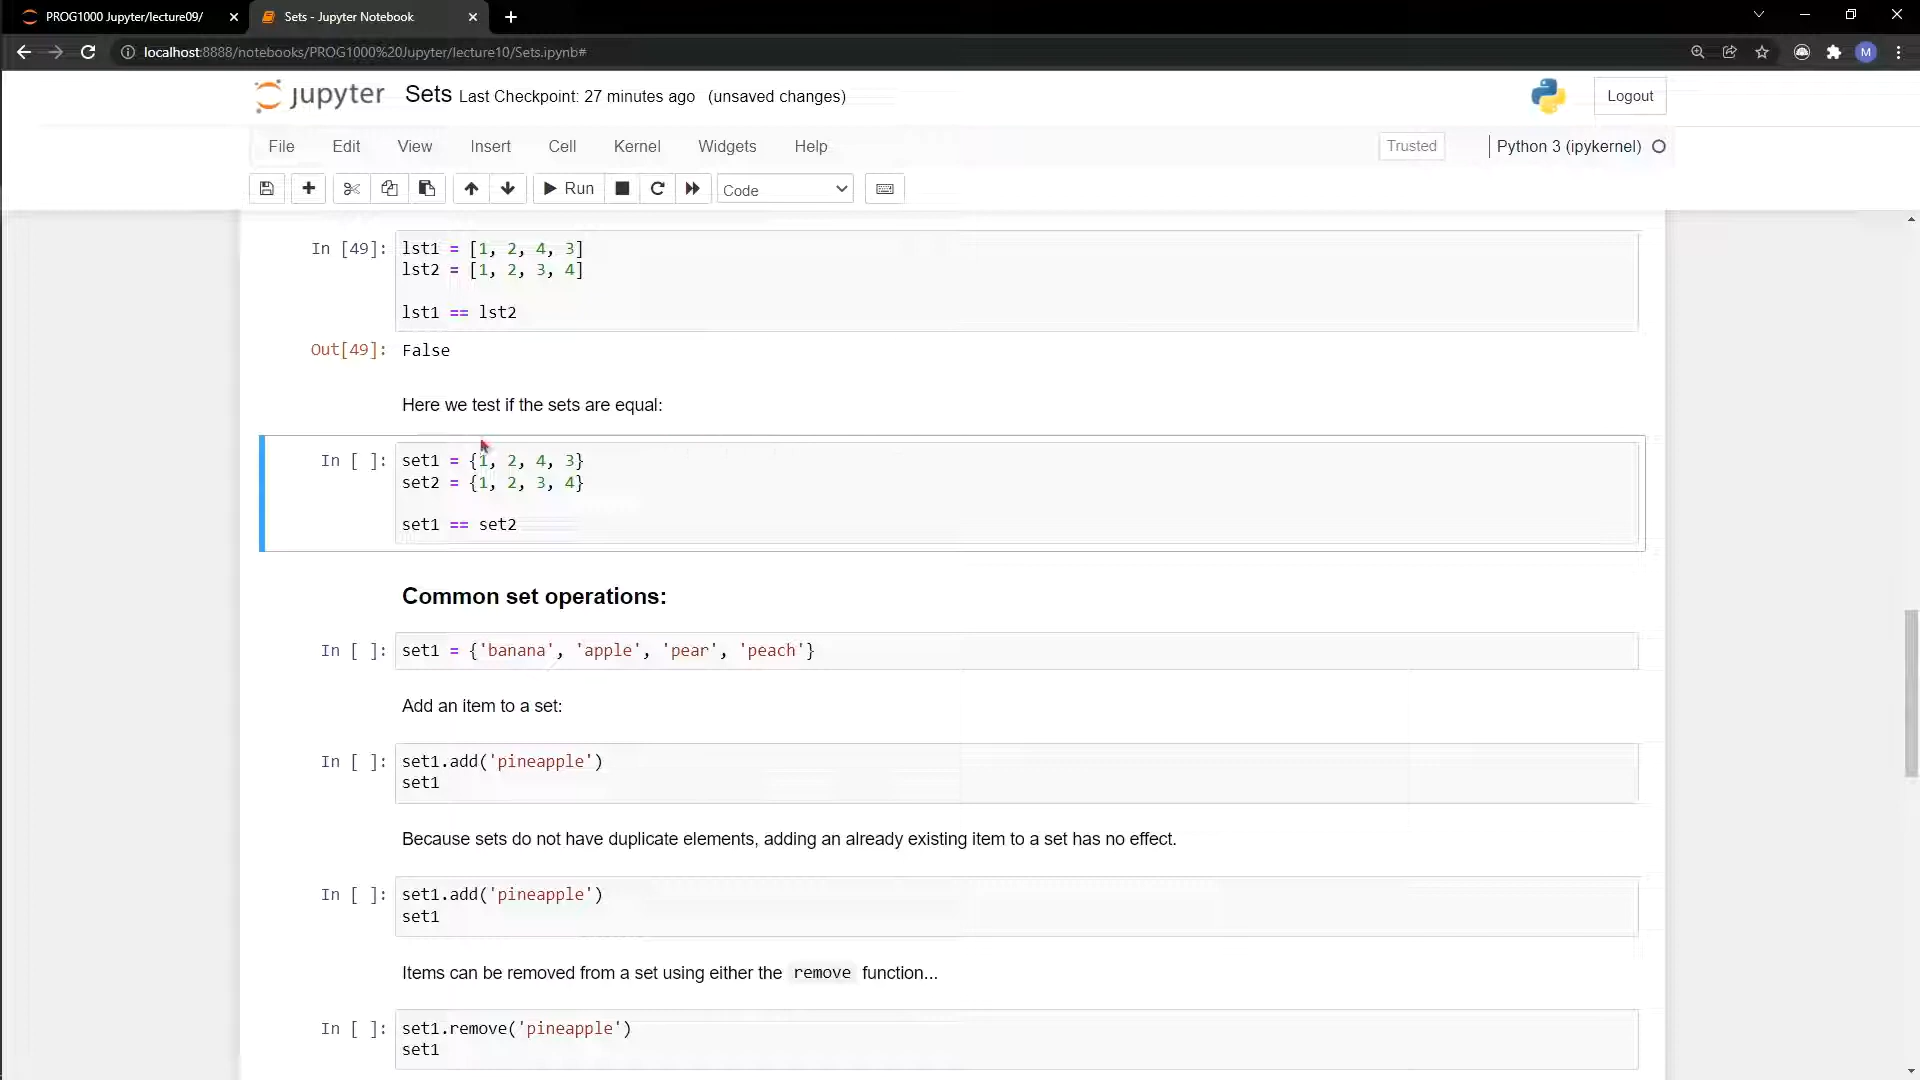 PROG1000 Jupyter/lecture09/
Sets - Jupyter Notebook
localhost:8888/notebooks/PROG1000%20Jupyter/lecture10/Sets.ipynb#
M
jupyter Sets Last Checkpoint: 27 minutes ago (unsaved changes)
Logout
File Edit View Insert Cell Kernel Widgets Help
Trusted
Python 3 (ipykernel)
Run
Code
In [49]: lst1 = [1, 2, 4, 3]
lst2 = [1, 2, 3, 4]
lst1 == lst2
Out[49]: False
Here we test if the sets are equal:
In [ ]: set1 = {1, 2, 4, 3}
set2 = {1, 2, 3, 4}
set1 == set2
Common set operations:
In [ ]: set1 = {'banana', 'apple', 'pear', 'peach'}
Add an item to a set:
In [ ]: set1.add('pineapple')
set1
Because sets do not have duplicate elements, adding an already existing item to a set has no effect.
In [ ]: set1.add('pineapple')
set1
Items can be removed from a set using either the remove function...
In [ ]: set1.remove('pineapple')
set1